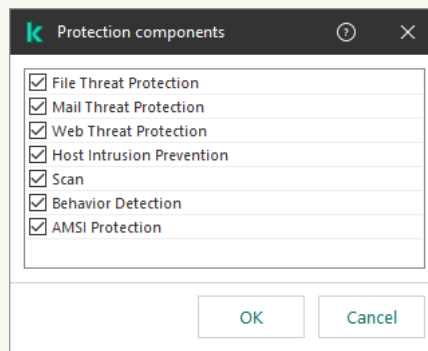 Protection components
File Threat Protection
Mail Threat Protection
Web Threat Protection
Host Intrusion Prevention
Scan
Behavior Detection
AMSI Protection
OK Cancel